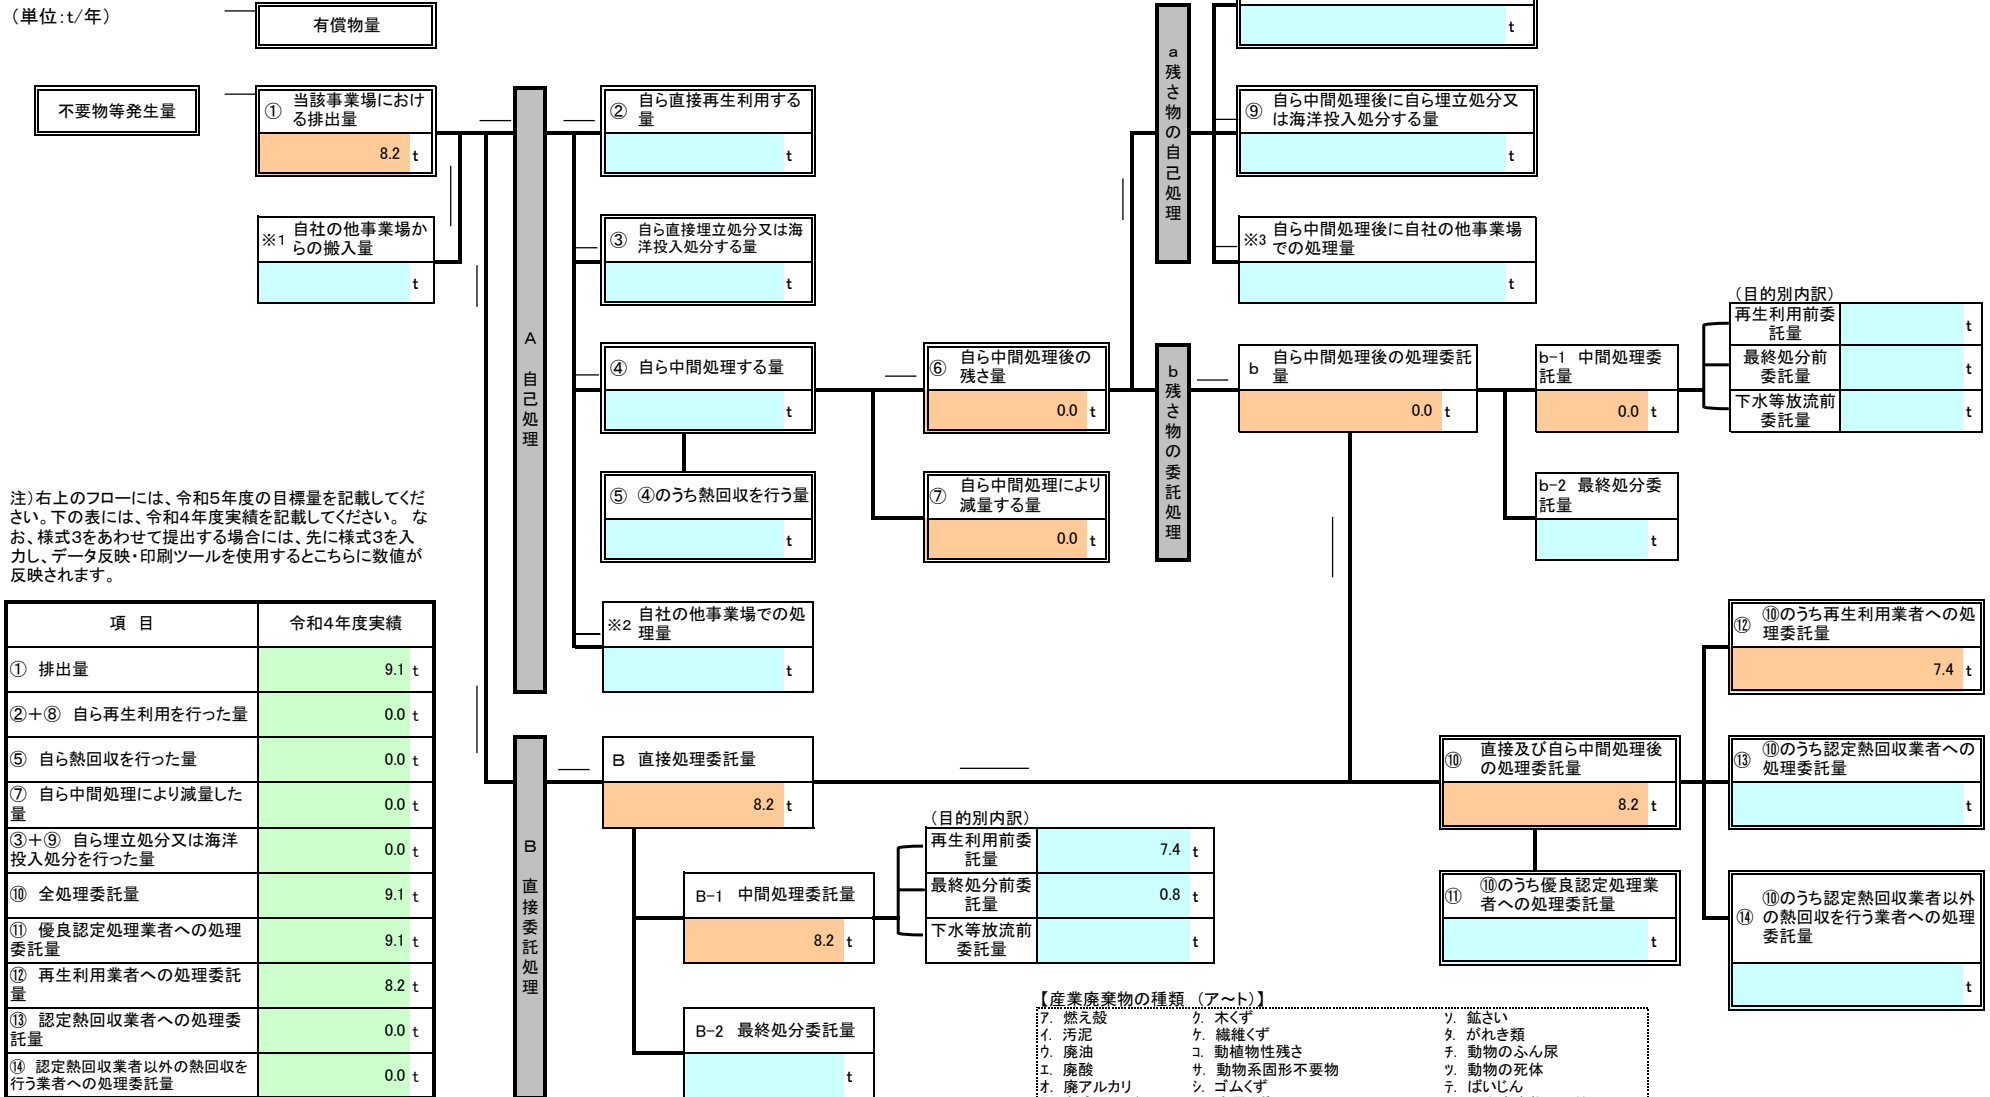 （単位：t/年）
有償物量
t
不要物等発生量
① 当該事業場におけ
る排出量
8.2 t
※1 自社の他事業場か
らの搬入量
t
A 自己処理
② 自ら直接再生利用する
量
t
③ 自ら直接埋立処分又は海
洋投入処分する量
t
④ 自ら中間処理する量
t
⑤ ④のうち熱回収を行う量
t
※2 自社の他事業場での処
理量
t
⑥ 自ら中間処理後の
残さ量
0.0 t
⑦ 自ら中間処理により
減量する量
0.0 t
a 残さ物の自己処理
⑨ 自ら中間処理後に自ら埋立処分又
は海洋投入処分する量
t
※3 自ら中間処理後に自社の他事業場
での処理量
t
b 残さ物の委託処理
b 自ら中間処理後の処理委託
量
0.0 t
b-1 中間処理委
託量
0.0 t
b-2 最終処分委
託量
t
（目的別内訳）
再生利用前委
託量
t
最終処分前
委託量
t
下水等放流前
委託量
t
注）右上のフローには、令和5年度の目標量を記載してくだ
さい。下の表には、令和4年度実績を記載してください。 な
お、様式3をあわせて提出する場合には、先に様式3を入
力し、データ反映・印刷ツールを使用するとこちらに数値が
反映されます。
項 目 令和4年度実績
① 排出量 9.1 t
②＋⑧ 自ら再生利用を行った量 0.0 t
⑤ 自ら熱回収を行った量 0.0 t
⑦ 自ら中間処理により減量した
量 0.0 t
③＋⑨ 自ら埋立処分又は海洋
投入処分を行った量 0.0 t
⑩ 全処理委託量 9.1 t
⑪ 優良認定処理業者への処理
委託量 9.1 t
⑫ 再生利用業者への処理委託
量 8.2 t
⑬ 認定熱回収業者への処理委
託量 0.0 t
⑭ 認定熱回収業者以外の熱回収を
行う業者への処理委託量 0.0 t
B 直接委託処理
B 直接処理委託量
8.2 t
B-1 中間処理委託量
8.2 t
B-2 最終処分委託量
t
（目的別内訳）
再生利用前委
託量
7.4 t
最終処分前委
託量
0.8 t
下水等放流前
委託量
t
⑩ 直接及び自ら中間処理後
の処理委託量
8.2 t
⑪ ⑩のうち優良認定処理業
者への処理委託量
t
⑫ ⑩のうち再生利用業者への処
理委託量
7.4 t
⑬ ⑩のうち認定熱回収業者への
処理委託量
t
⑭ ⑩のうち認定熱回収業者以外
の熱回収を行う業者への処理
委託量
t
【産業廃棄物の種類 （ア～ト）】
ｱ. 燃え殻 ｸ. 木くず ｿ. 鉱さい
ｲ. 汚泥 ｹ. 繊維くず ﾀ. がれき類
ｳ. 廃油 ｺ. 動植物性残さ ﾁ. 動物のふん尿
ｴ. 廃酸 ｻ. 動物系固形不要物 ﾂ. 動物の死体
ｵ. 廃アルカリ ｼ. ゴムくず ﾃ. ばいじん